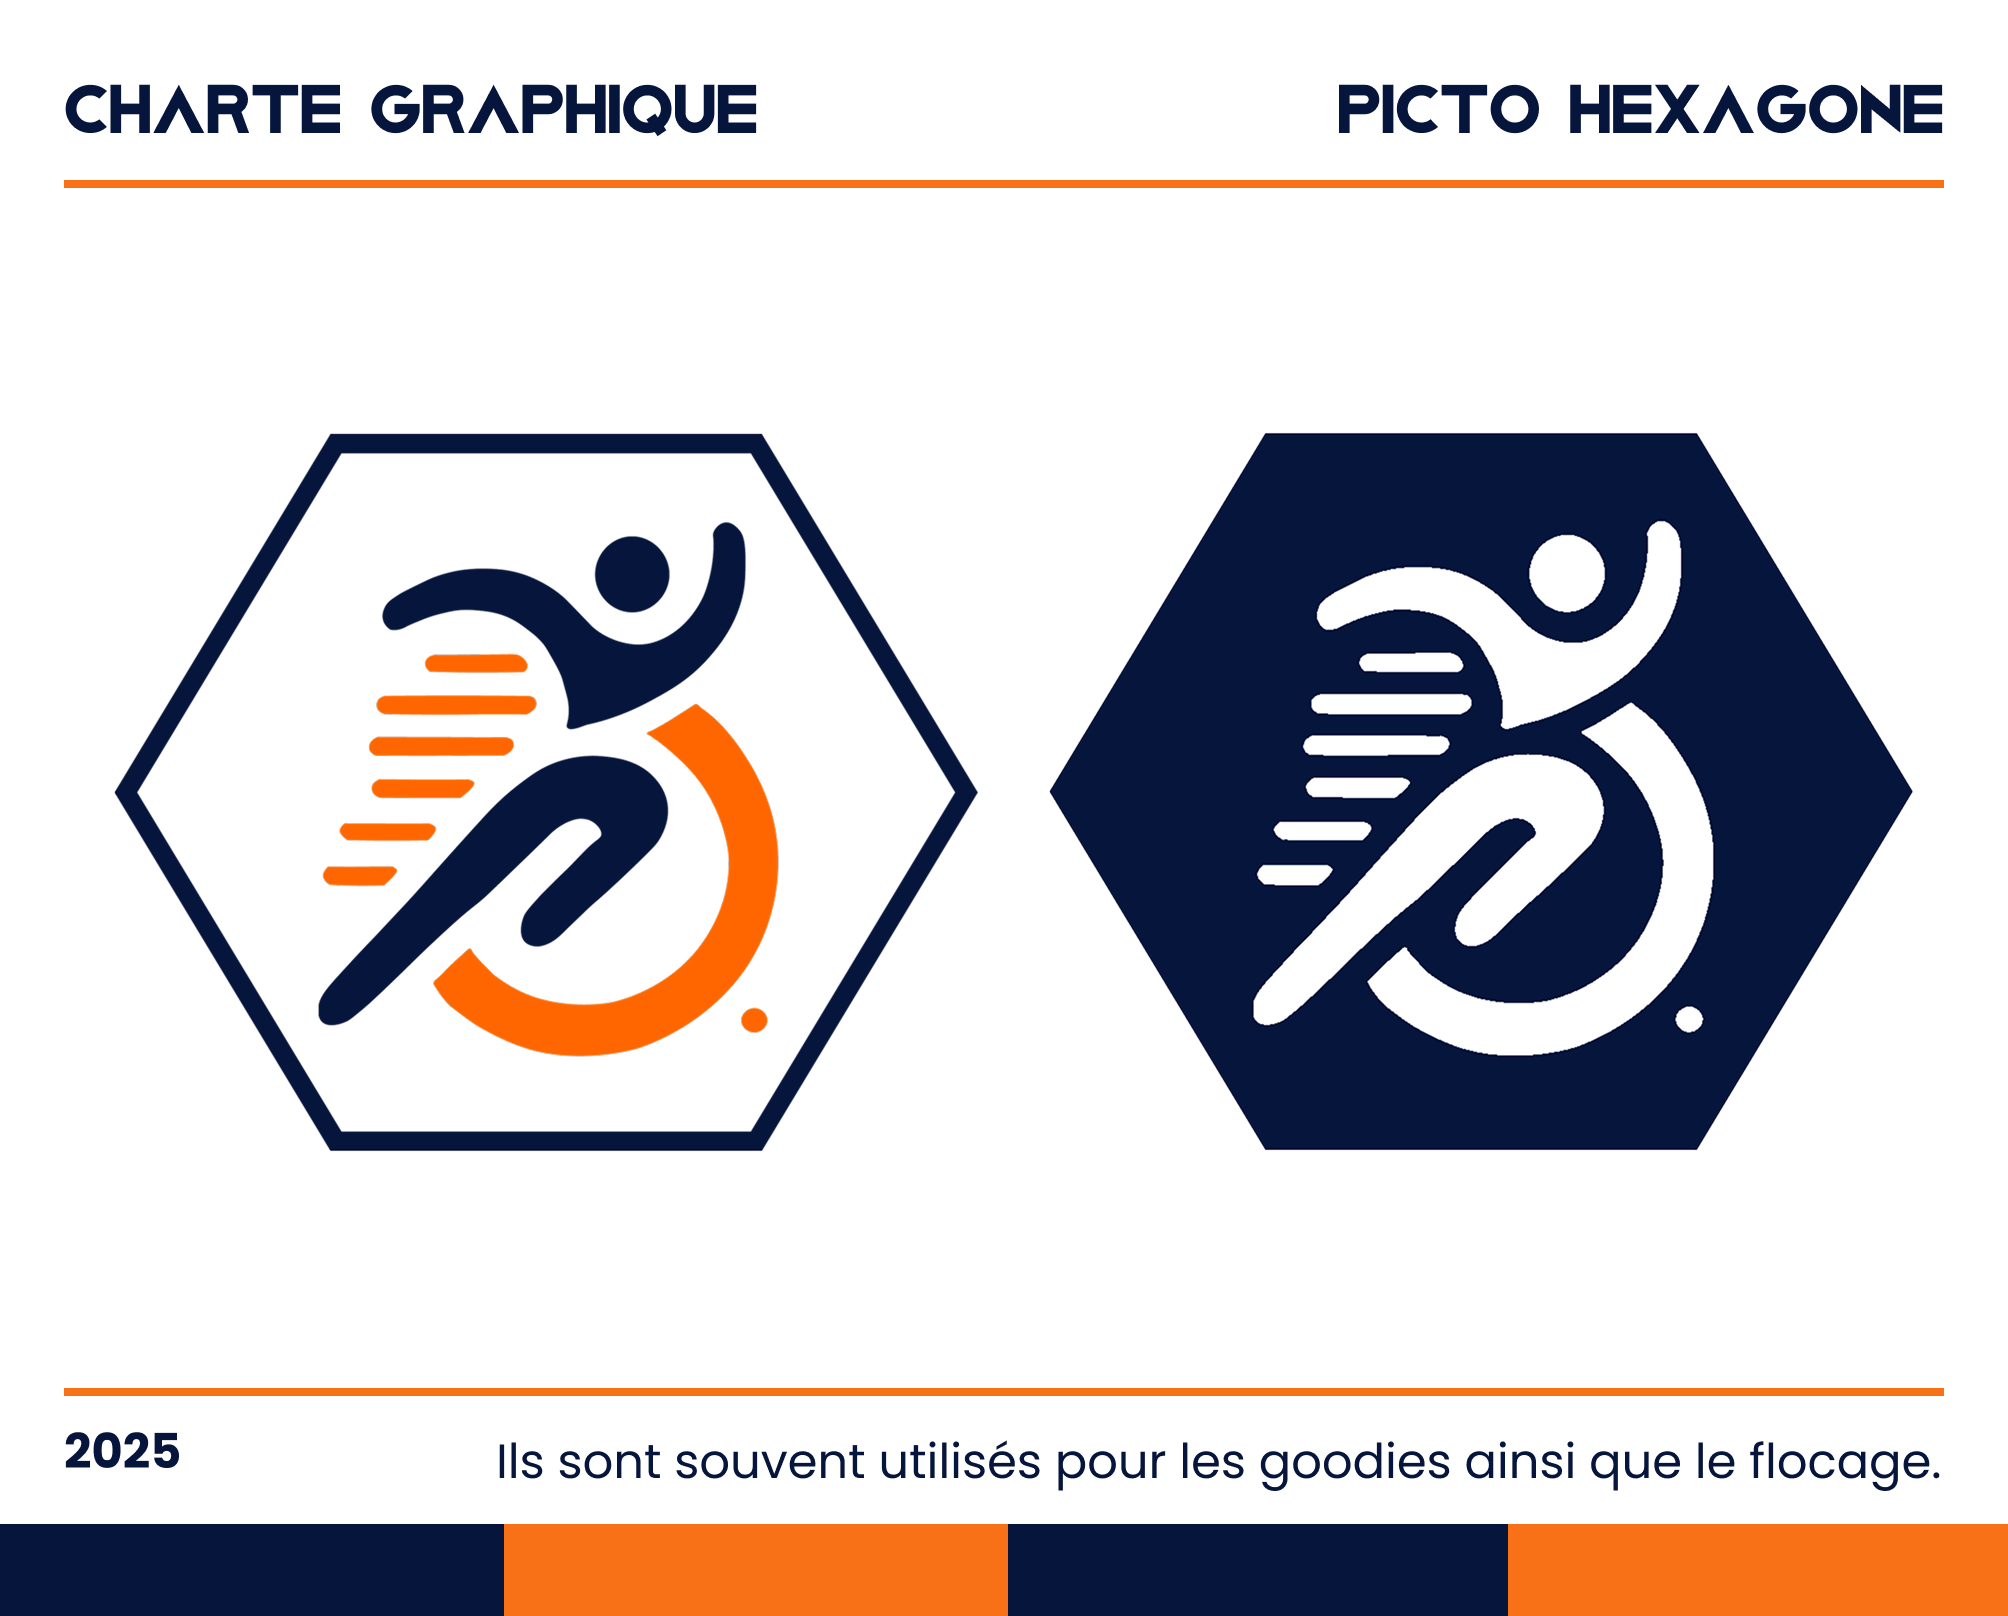 CHARTE GRAPHIQUE
PICTO HEXAGONE
2025
Ils sont souvent utilisés pour les goodies ainsi que le flocage.